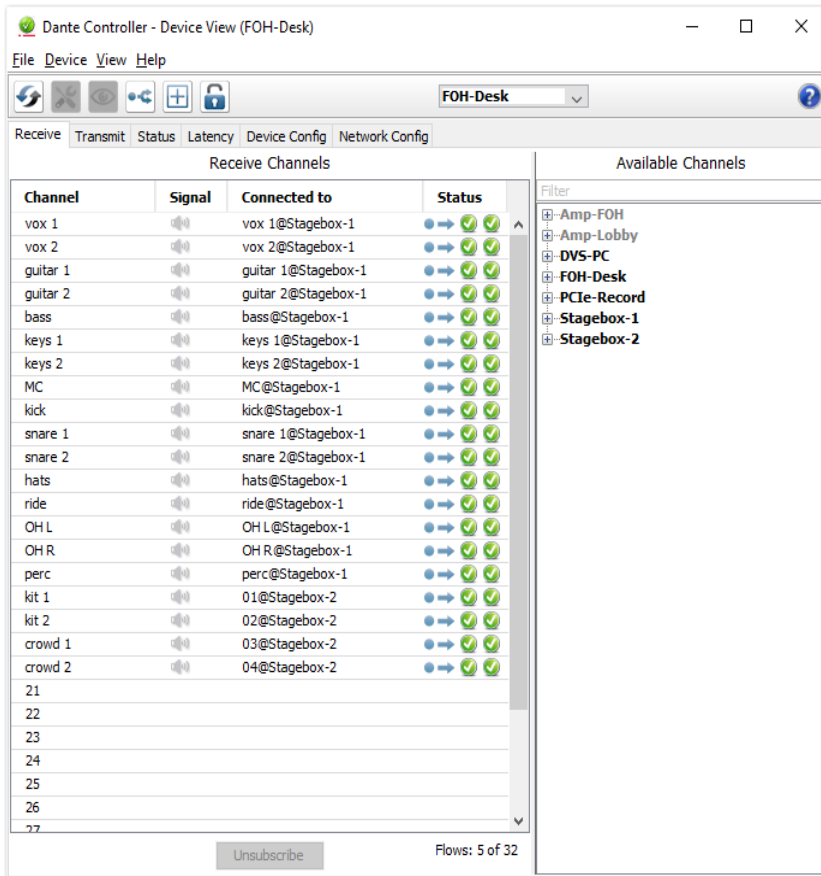 Dante Controller - Device View (FOH-Desk)
File Device View Help
FOH-Desk
?
Receive Transmit Status Latency Device Config Network Config
Receive Channels
Channel Signal Connected to Status
vox 1 vox 1@Stagebox-1
vox 2 vox 2@Stagebox-1
guitar 1 guitar 1@Stagebox-1
guitar 2 guitar 2@Stagebox-1
bass bass@Stagebox-1
keys 1 keys 1@Stagebox-1
keys 2 keys 2@Stagebox-1
MC MC@Stagebox-1
kick kick@Stagebox-1
snare 1 snare 1@Stagebox-1
snare 2 snare 2@Stagebox-1
hats hats@Stagebox-1
ride ride@Stagebox-1
OH L OH L@Stagebox-1
OH R OH R@Stagebox-1
perc perc@Stagebox-1
kit 1 01@Stagebox-2
kit 2 02@Stagebox-2
crowd 1 03@Stagebox-2
crowd 2 04@Stagebox-2
21
22
23
24
25
26
27
Unsubscribe Flows: 5 of 32
Available Channels
Filter
Amp-FOH
Amp-Lobby
DVS-PC
FOH-Desk
PCIe-Record
Stagebox-1
Stagebox-2